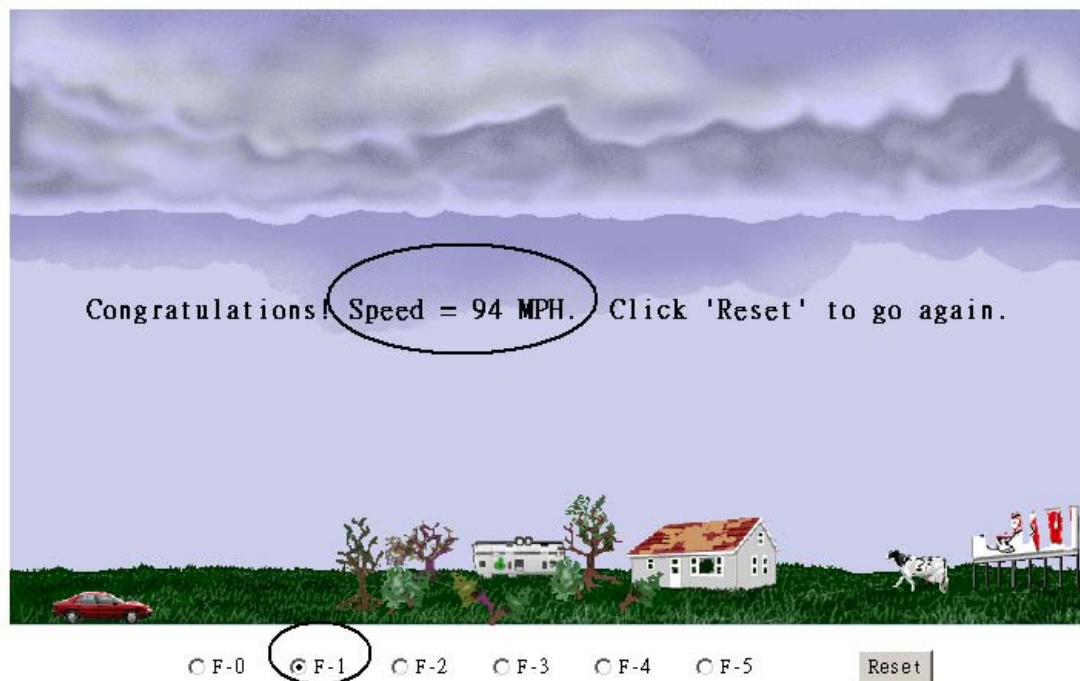 Congratulations! Speed = 94 MPH. Click 'Reset' to go again.
F-0 F-1 F-2 F-3 F-4 F-5 Reset